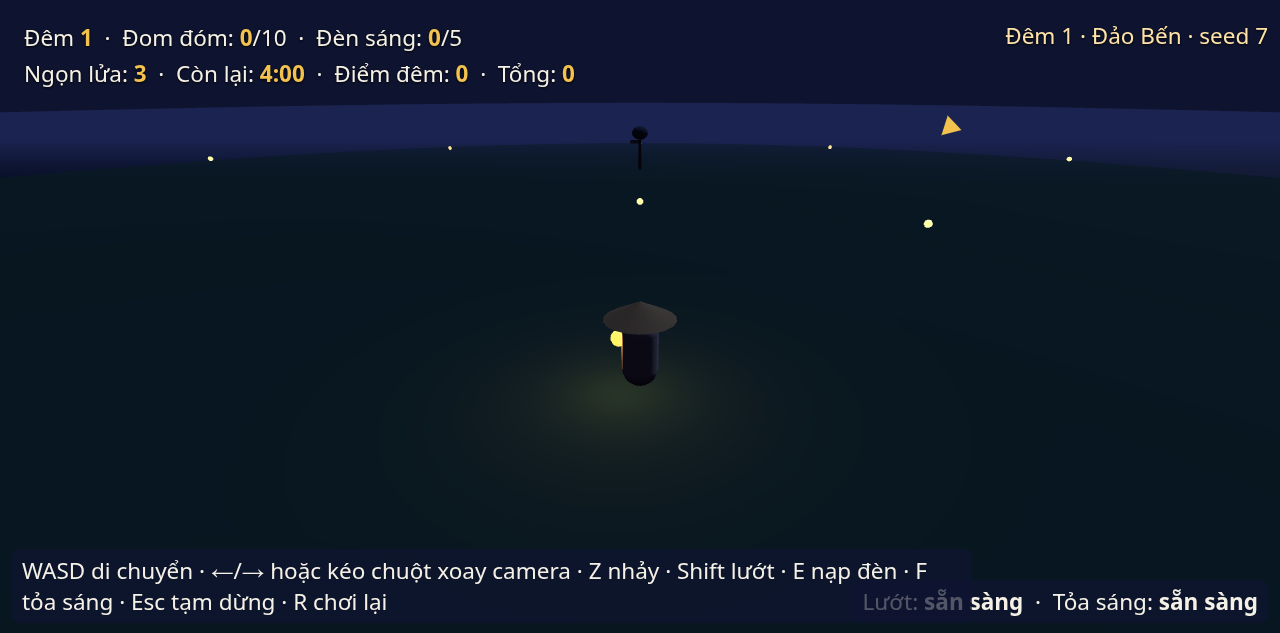 Đêm 1 · Đom đóm: 0/10 · Đèn sáng: 0/5
Ngọn lửa: 3 · Còn lại: 4:00 · Điểm đêm: 0 · Tổng: 0
Đêm 1 · Đảo Bến · seed 7
WASD di chuyển · ←/→ hoặc kéo chuột xoay camera · Z nhảy · Shift lướt · E nạp đèn · F
tỏa sáng · Esc tạm dừng · R chơi lại
Lướt: sẵn sàng · Tỏa sáng: sẵn sàng